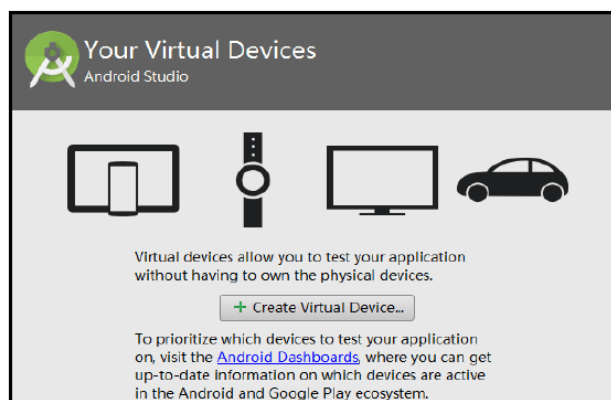 Your Virtual Devices
Android Studio
Virtual devices allow you to test your application
without having to own the physical devices.
+ Create Virtual Device...
To prioritize which devices to test your application
on, visit the Android Dashboards, where you can get
up-to-date information on which devices are active
in the Android and Google Play ecosystem.